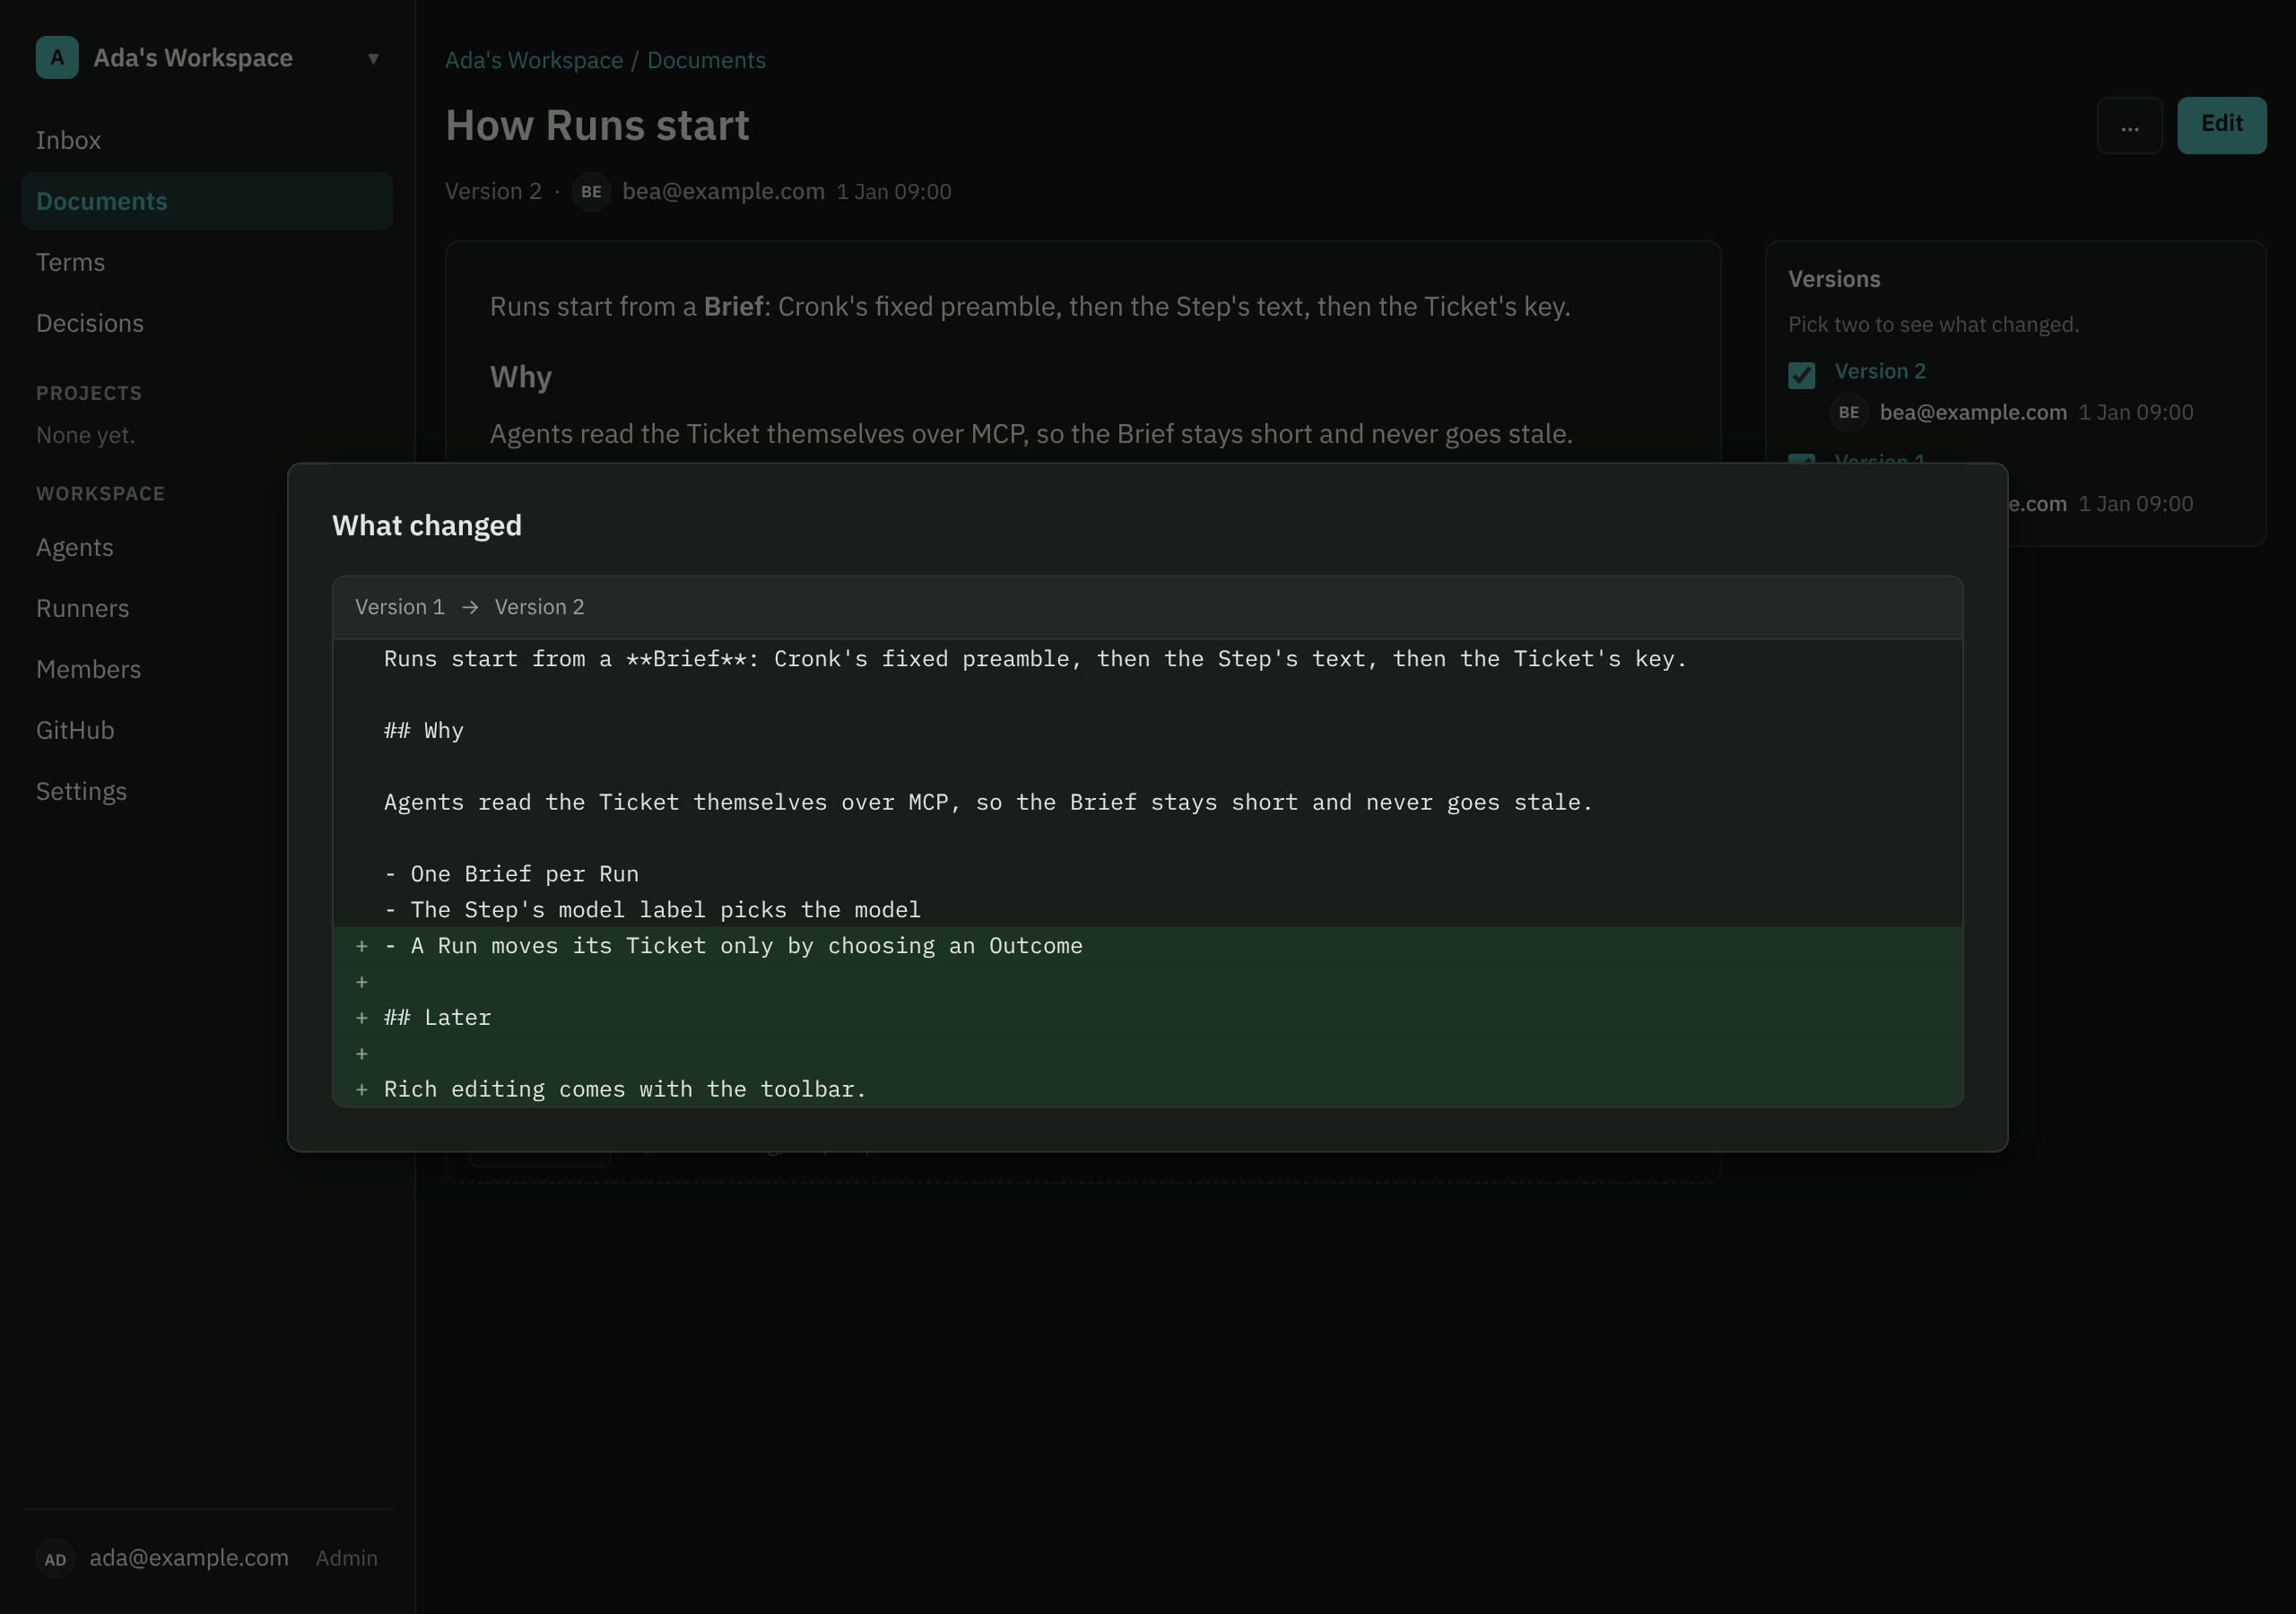 A Ada's Workspace ▼
Inbox
Documents
Terms
Decisions
PROJECTS
None yet.
WORKSPACE
Agents
Runners
Members
GitHub
Settings
AD ada@example.com Admin
Ada's Workspace / Documents
How Runs start
... Edit
Version 2 · BE bea@example.com 1 Jan 09:00
Runs start from a Brief: Cronk's fixed preamble, then the Step's text, then the Ticket's key.
Why
Agents read the Ticket themselves over MCP, so the Brief stays short and never goes stale.
Versions
Pick two to see what changed.
Version 2
BE bea@example.com 1 Jan 09:00
Version 1
e.com 1 Jan 09:00
What changed
Version 1 → Version 2
Runs start from a **Brief**: Cronk's fixed preamble, then the Step's text, then the Ticket's key.
## Why
Agents read the Ticket themselves over MCP, so the Brief stays short and never goes stale.
- One Brief per Run
- The Step's model label picks the model
+ - A Run moves its Ticket only by choosing an Outcome
+
+ ## Later
+
+ Rich editing comes with the toolbar.